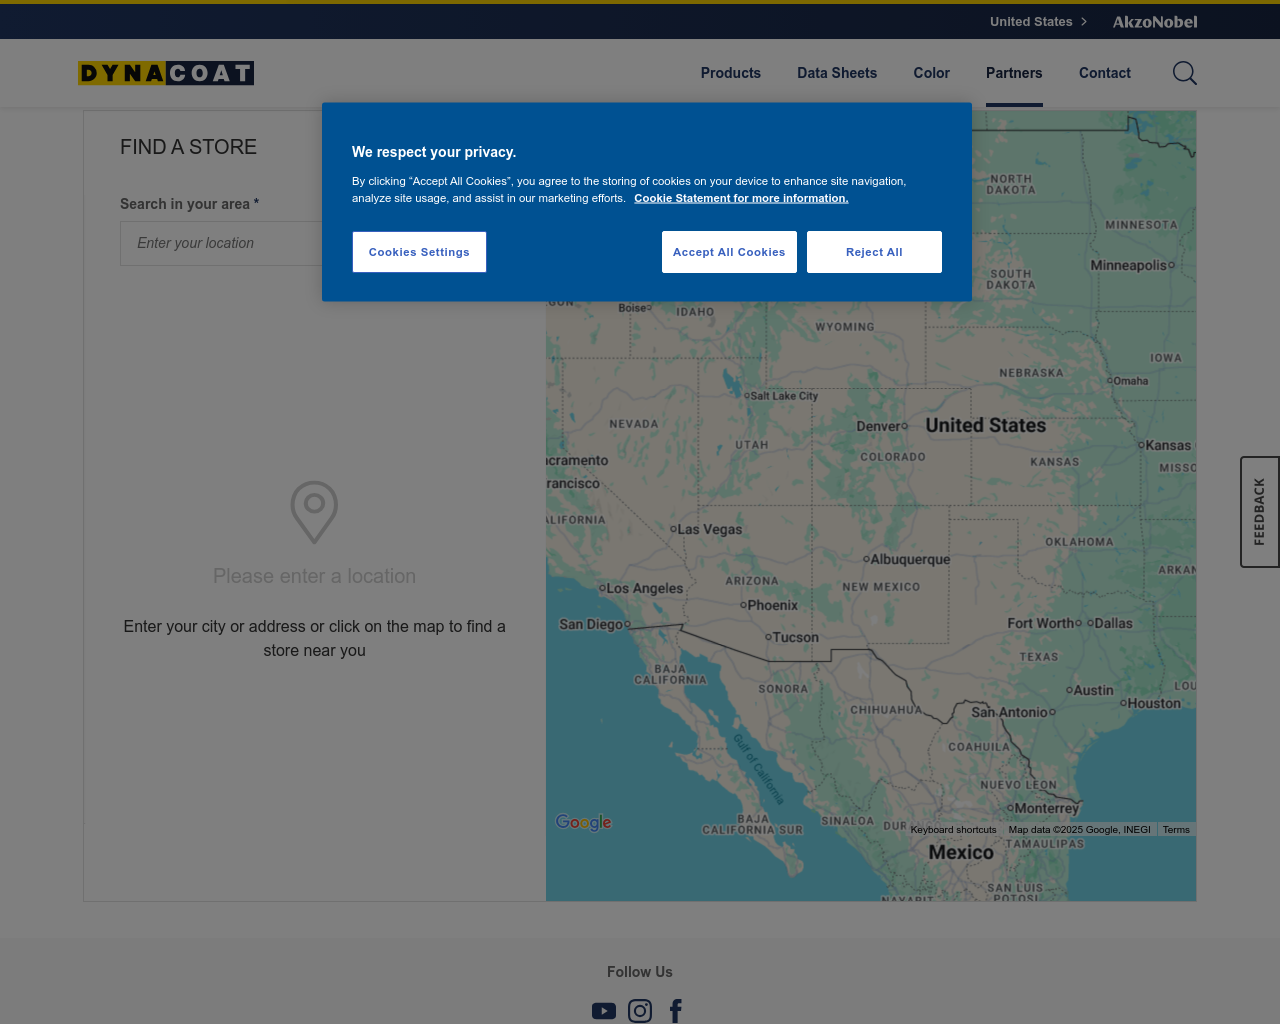 United States
AkzoNobel
DYNACOAT
Products
Data Sheets
Color
Partners
Contact
FIND A STORE
Search in your area *
Enter your location
We respect your privacy.
By clicking “Accept All Cookies”, you agree to the storing of cookies on your device to enhance site navigation,
analyze site usage, and assist in our marketing efforts. Cookie Statement for more information.
Cookies Settings
Accept All Cookies
Reject All
Please enter a location
Enter your city or address or click on the map to find a
store near you
NORTH
DAKOTA
MINNESOTA
Minneapolis
SOUTH
DAKOTA
GON
Boise
IDAHO
WYOMING
IOWA
NEBRASKA
Omaha
Salt Lake City
NEVADA
Denver
United States
UTAH
COLORADO
KANSAS
Kansas
MISSO
acramento
rancisco
ALIFORNIA
Las Vegas
OKLAHOMA
Albuquerque
ARKAN
ARIZONA
NEW MEXICO
Los Angeles
Phoenix
San Diego
Fort Worth
Dallas
Tucson
TEXAS
BAJA
CALIFORNIA
SONORA
Austin
LOU
Houston
CHIHUAHUA
San Antonio
COAHUILA
Gulf of California
NUEVO LEON
Monterrey
BAJA
CALIFORNIA SUR
SINALOA
DUR
Google
Keyboard shortcuts
Map data ©2025 Google, INEGI
Terms
TAMAULIPAS
Mexico
SAN LUIS
POTOSI
NAYARIT
FEEDBACK
Follow Us